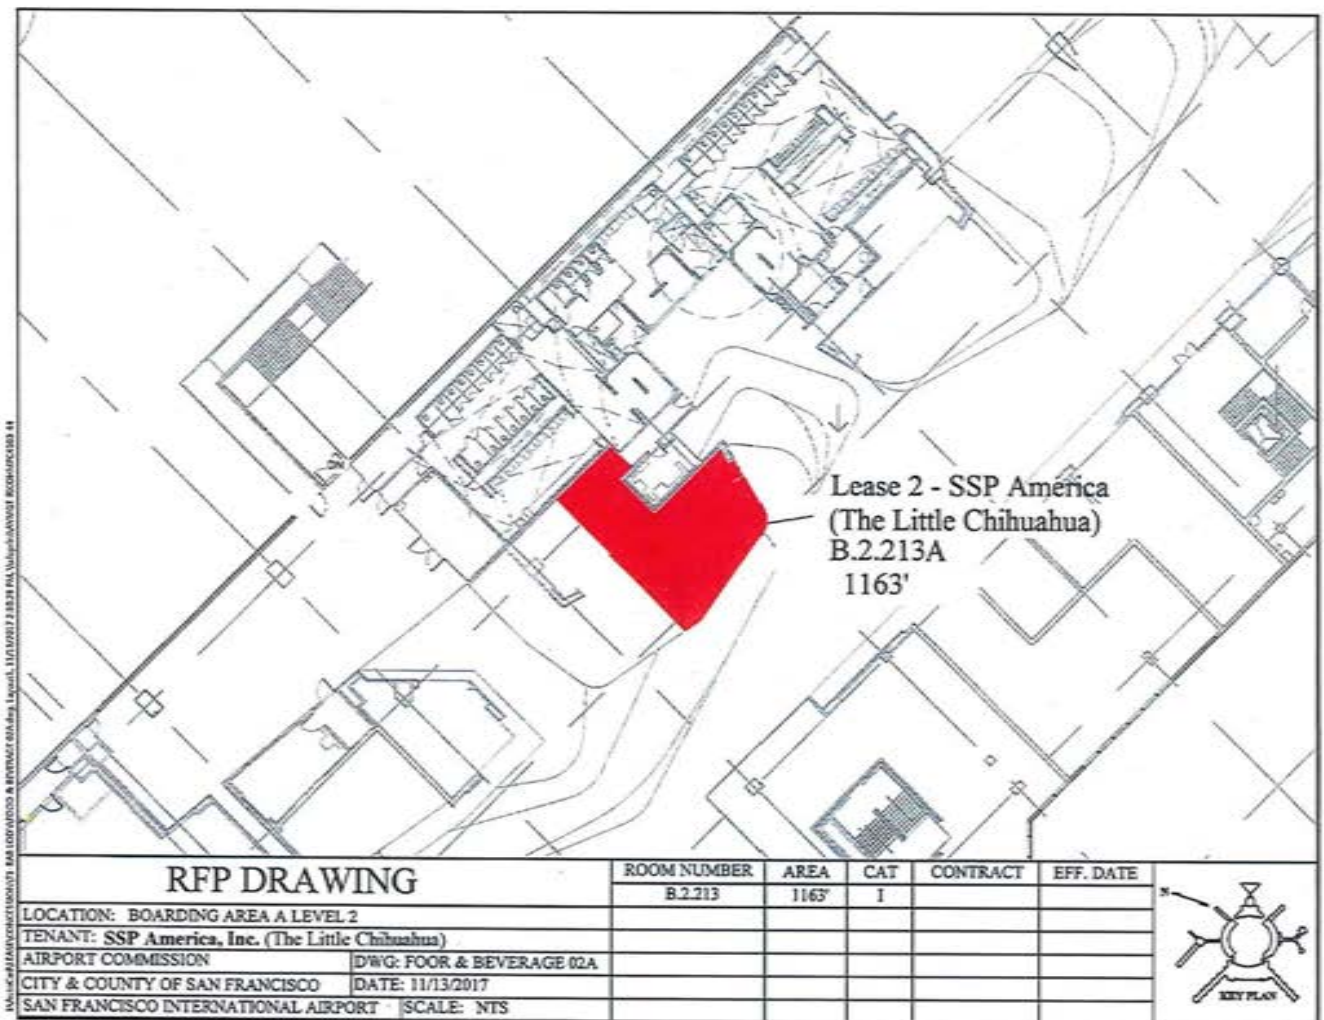 Lease 2 - SSP America
(The Little Chihuahua)
B.2.213A
1163'
RFP DRAWING
ROOM NUMBER AREA CAT CONTRACT EFF. DATE
B.2.213 1163' I
LOCATION: BOARDING AREA A LEVEL 2
TENANT: SSP America, Inc. (The Little Chihuahua)
AIRPORT COMMISSION DWG: FOOR & BEVERAGE 02A
CITY & COUNTY OF SAN FRANCISCO DATE: 11/13/2017
SAN FRANCISCO INTERNATIONAL AIRPORT SCALE: NTS
N
KEY PLAN